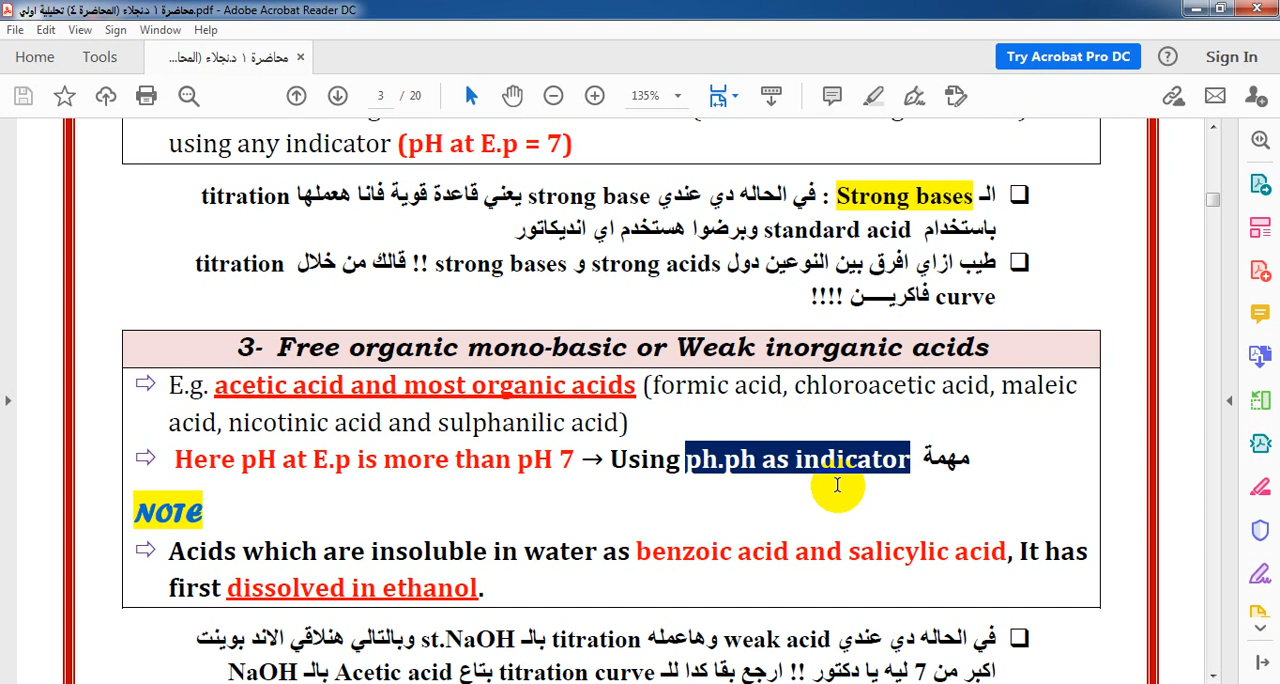 محاضرة ١ د.نجلاء (المحاضرة ٤) تحليلية اولي.pdf - Adobe Acrobat Reader DC
File Edit View Sign Window Help
Home Tools محاضرة ١ د.نجلاء (المحا... × Try Acrobat Pro DC Sign In
3 / 20 135%
using any indicator (pH at E.p = 7)
الـ Strong bases : في الحاله دي عندي strong base يعني قاعدة قوية فانا هعملها titration
باستخدام standard acid وبرضوا هستخدم اي انديكاتور
طيب ازاي افرق بين النوعين دول strong acids و strong bases !! قالك من خلال titration
curve فاكريـــــن !!!!
3- Free organic mono-basic or Weak inorganic acids
⇨ E.g. acetic acid and most organic acids (formic acid, chloroacetic acid, maleic
acid, nicotinic acid and sulphanilic acid)
⇨ Here pH at E.p is more than pH 7 → Using ph.ph as indicator مهمة
NOTE
⇨ Acids which are insoluble in water as benzoic acid and salicylic acid, It has
first dissolved in ethanol.
في الحاله دي عندي weak acid وهاعمله titration بالـ st.NaOH وبالتالي هنلاقي الاند بوينت
اكبر من 7 ليه يا دكتور !! ارجع بقا كدا للـ titration curve بتاع Acetic acid بالـ NaOH